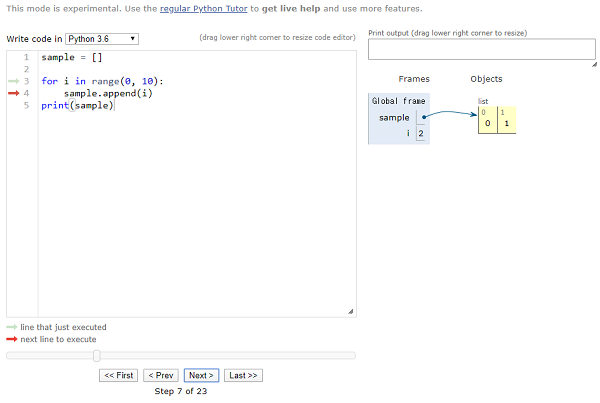 This mode is experimental. Use the regular Python Tutor to get live help and use more features.
Write code in Python 3.6
(drag lower right corner to resize code editor)
1 sample = []
2
3 for i in range(0, 10):
4 sample.append(i)
5 print(sample)
line that just executed
next line to execute
<< First < Prev Next > Last >>
Step 7 of 23
Print output (drag lower right corner to resize)
Frames Objects
Global frame
sample
i 2
list
0 1
0 1